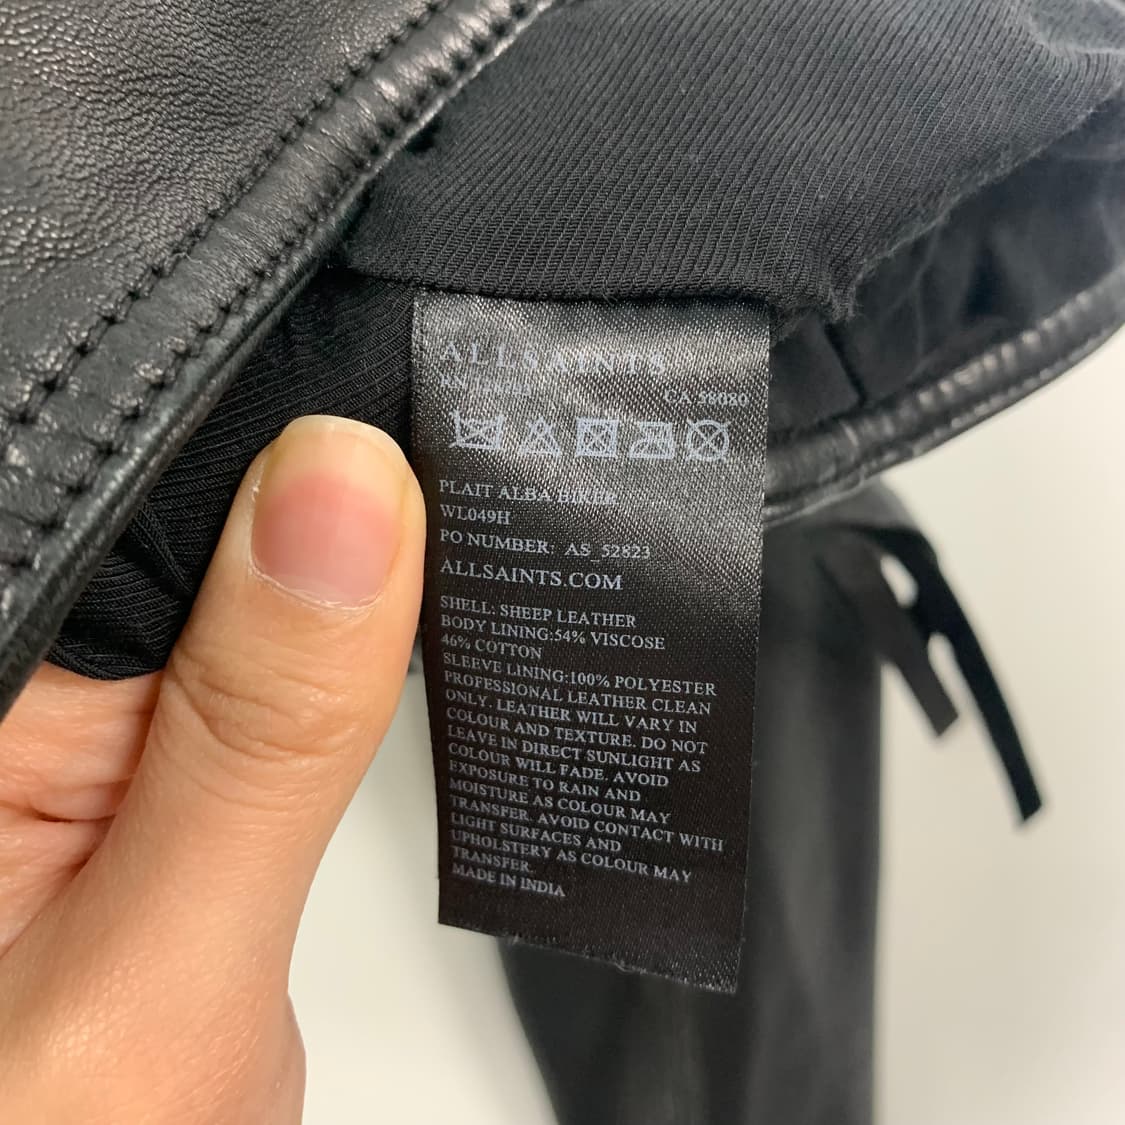 ALLSAINTS
RN
CA 38080
PLAIT ALBA BIKER
WL049H
PO NUMBER: AS_52823
ALLSAINTS.COM
SHELL: SHEEP LEATHER
BODY LINING:54% VISCOSE
46% COTTON
SLEEVE LINING:100% POLYESTER
PROFESSIONAL LEATHER CLEAN
ONLY. LEATHER WILL VARY IN
COLOUR AND TEXTURE. DO NOT
LEAVE IN DIRECT SUNLIGHT AS
COLOUR WILL FADE. AVOID
EXPOSURE TO RAIN AND
MOISTURE AS COLOUR MAY
TRANSFER. AVOID CONTACT WITH
LIGHT SURFACES AND
UPHOLSTERY AS COLOUR MAY
TRANSFER.
MADE IN INDIA